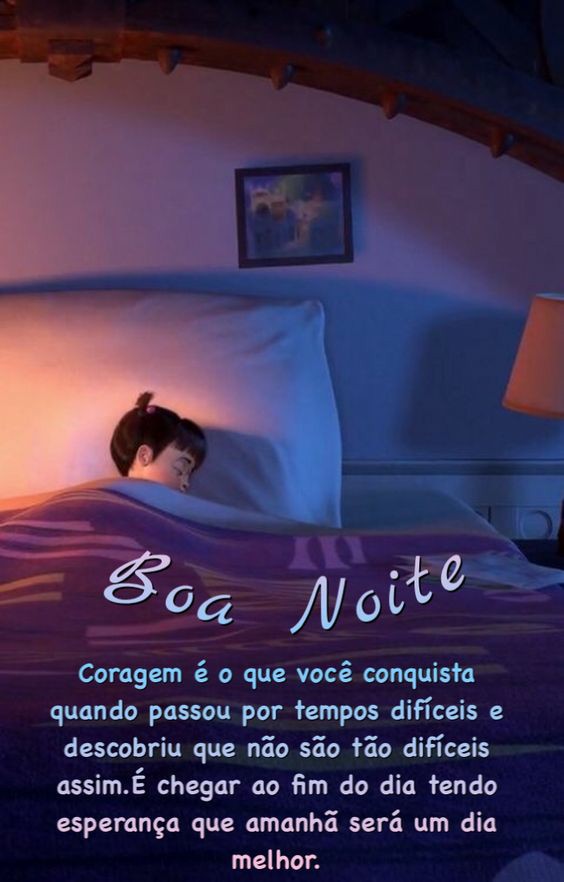 Boa Noite
Coragem é o que você conquista
quando passou por tempos difíceis e
descobriu que não são tão difíceis
assim.É chegar ao fim do dia tendo
esperança que amanhã será um dia
melhor.